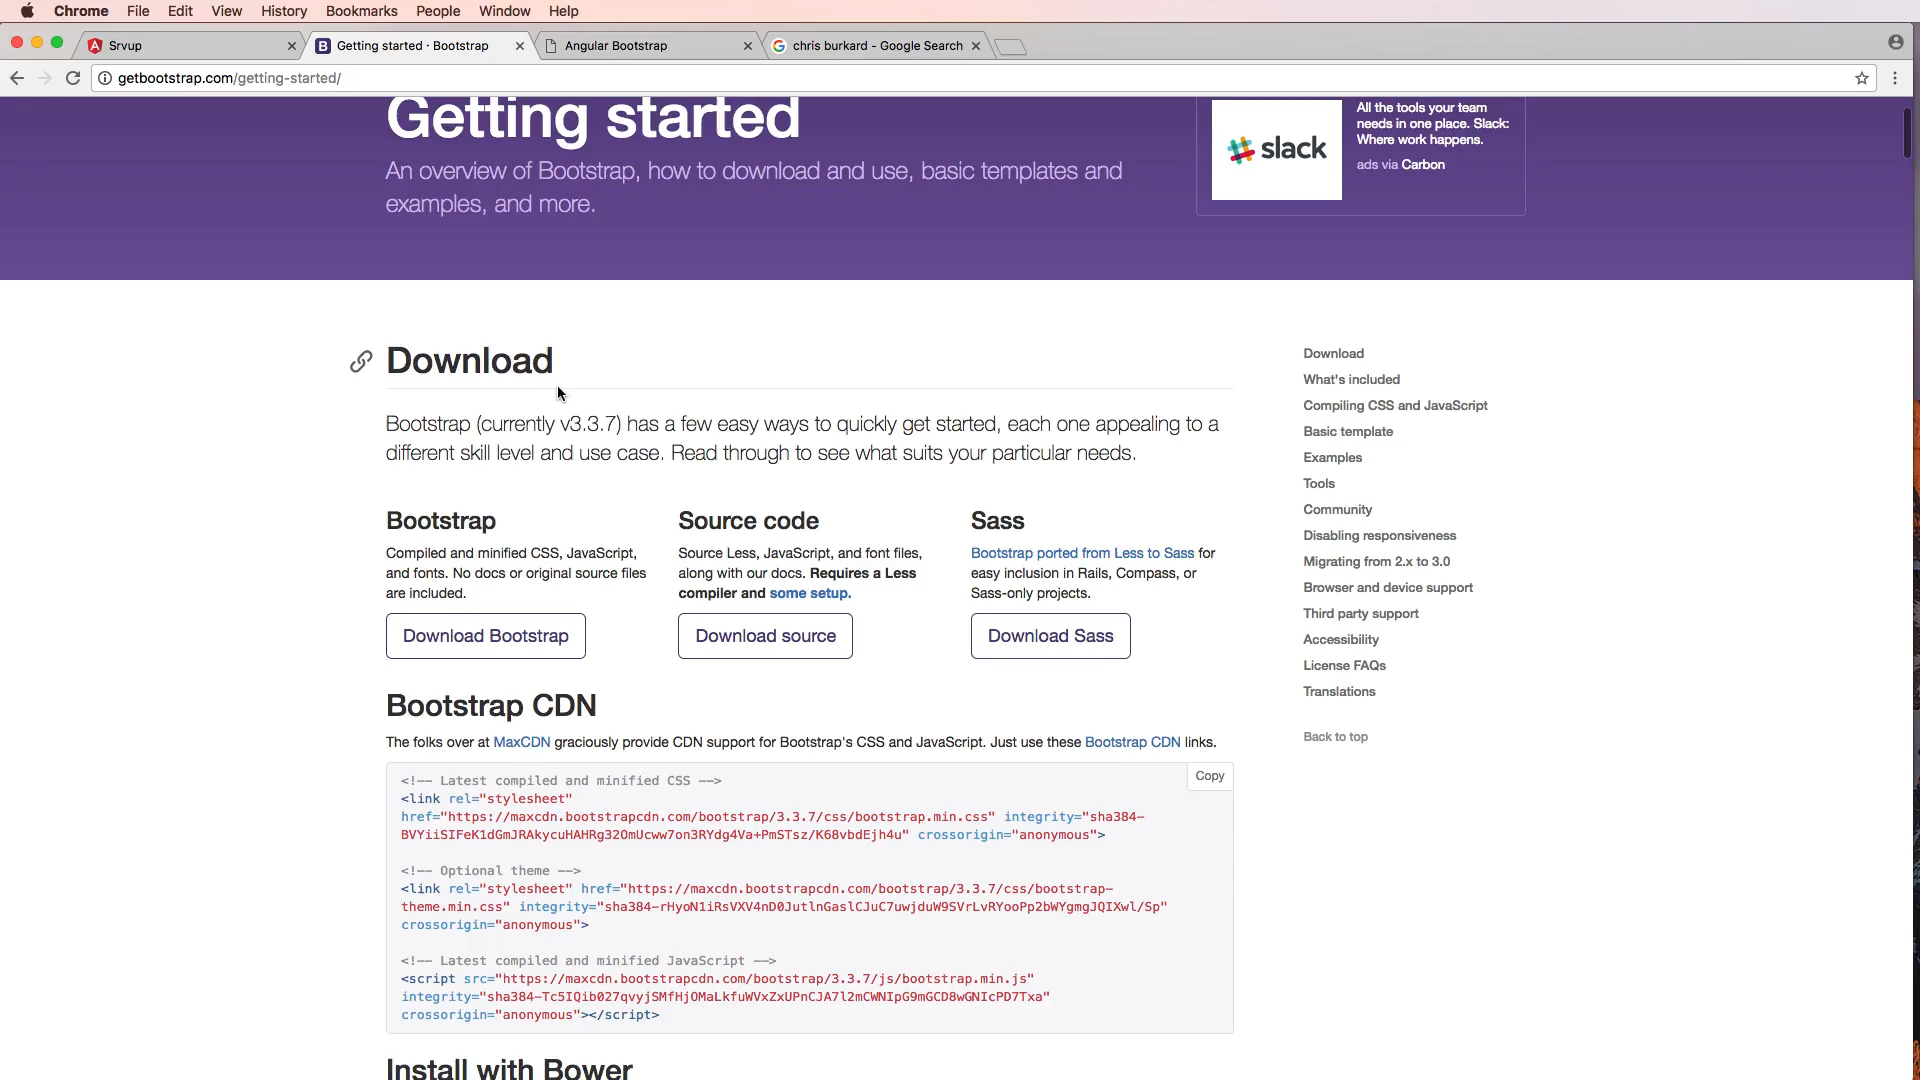 Chrome File Edit View History Bookmarks People Window Help
Srvup
Getting started · Bootstrap
Angular Bootstrap
chris burkard - Google Search
getbootstrap.com/getting-started/
Getting started
An overview of Bootstrap, how to download and use, basic templates and
examples, and more.
slack
All the tools your team
needs in one place. Slack:
Where work happens.
ads via Carbon
Download
Bootstrap (currently v3.3.7) has a few easy ways to quickly get started, each one appealing to a
different skill level and use case. Read through to see what suits your particular needs.
Bootstrap
Compiled and minified CSS, JavaScript,
and fonts. No docs or original source files
are included.
Download Bootstrap
Source code
Source Less, JavaScript, and font files,
along with our docs. Requires a Less
compiler and some setup.
Download source
Sass
Bootstrap ported from Less to Sass for
easy inclusion in Rails, Compass, or
Sass-only projects.
Download Sass
Bootstrap CDN
The folks over at MaxCDN graciously provide CDN support for Bootstrap's CSS and JavaScript. Just use these Bootstrap CDN links.
Copy
<!-- Latest compiled and minified CSS -->
<link rel="stylesheet"
href="https://maxcdn.bootstrapcdn.com/bootstrap/3.3.7/css/bootstrap.min.css" integrity="sha384-
BVYiiSIFeK1dGmJRAkycuHAHRg32OmUcww7on3RYdg4Va+PmSTsz/K68vbdEjh4u" crossorigin="anonymous">
<!-- Optional theme -->
<link rel="stylesheet" href="https://maxcdn.bootstrapcdn.com/bootstrap/3.3.7/css/bootstrap-
theme.min.css" integrity="sha384-rHyoN1iRsVXV4nD0JutlnGaslCJuC7uwjduW9SVrLvRYooPp2bWYgmgJQIXwl/Sp"
crossorigin="anonymous">
<!-- Latest compiled and minified JavaScript -->
<script src="https://maxcdn.bootstrapcdn.com/bootstrap/3.3.7/js/bootstrap.min.js"
integrity="sha384-Tc5IQib027qvyjSMfHjOMaLkfuWVxZxUPnCJA7l2mCWNIpG9mGCD8wGNIcPD7Txa"
crossorigin="anonymous"></script>
Install with Bower
Download
What's included
Compiling CSS and JavaScript
Basic template
Examples
Tools
Community
Disabling responsiveness
Migrating from 2.x to 3.0
Browser and device support
Third party support
Accessibility
License FAQs
Translations
Back to top